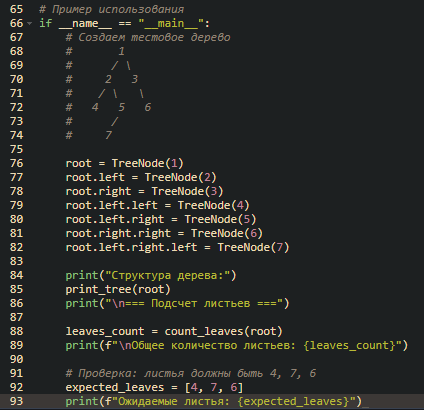 65 # Пример использования
66 if __name__ == "__main__":
67     # Создаем тестовое дерево
68     #       1
69     #      / \
70     #     2   3
71     #    / \   \
72     #   4   5   6
73     #      /
74     #     7
75
76     root = TreeNode(1)
77     root.left = TreeNode(2)
78     root.right = TreeNode(3)
79     root.left.left = TreeNode(4)
80     root.left.right = TreeNode(5)
81     root.right.right = TreeNode(6)
82     root.left.right.left = TreeNode(7)
83
84     print("Структура дерева:")
85     print_tree(root)
86     print("\n=== Подсчет листьев ===")
87
88     leaves_count = count_leaves(root)
89     print(f"\nОбщее количество листьев: {leaves_count}")
90
91     # Проверка: листья должны быть 4, 7, 6
92     expected_leaves = [4, 7, 6]
93     print(f"Ожидаемые листья: {expected_leaves}")